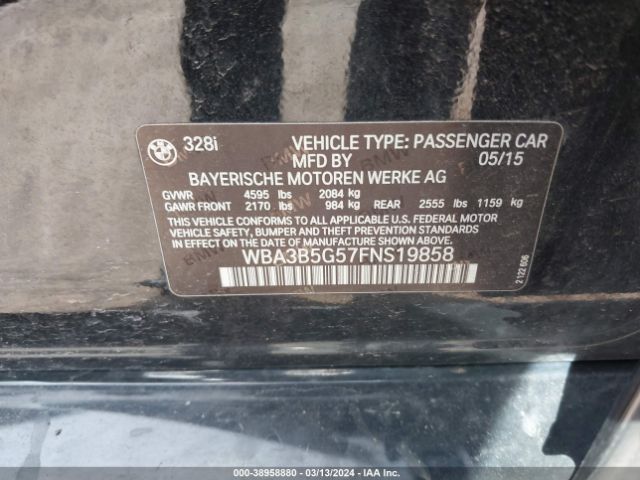 328i VEHICLE TYPE: PASSENGER CAR
MFD BY 05/15
BAYERISCHE MOTOREN WERKE AG
GVWR 4595 lbs 2084 kg
GAWR FRONT 2170 lbs 984 kg REAR 2555 lbs 1159 kg
THIS VEHICLE CONFORMS TO ALL APPLICABLE U.S. FEDERAL MOTOR
VEHICLE SAFETY, BUMPER AND THEFT PREVENTION STANDARDS IN
EFFECT ON THE DATE OF MANUFACTURE SHOWN ABOVE.
WBA3B5G57FNS19858
2 122 606
000-38958880 - 03/13/2024 - IAA, INC.